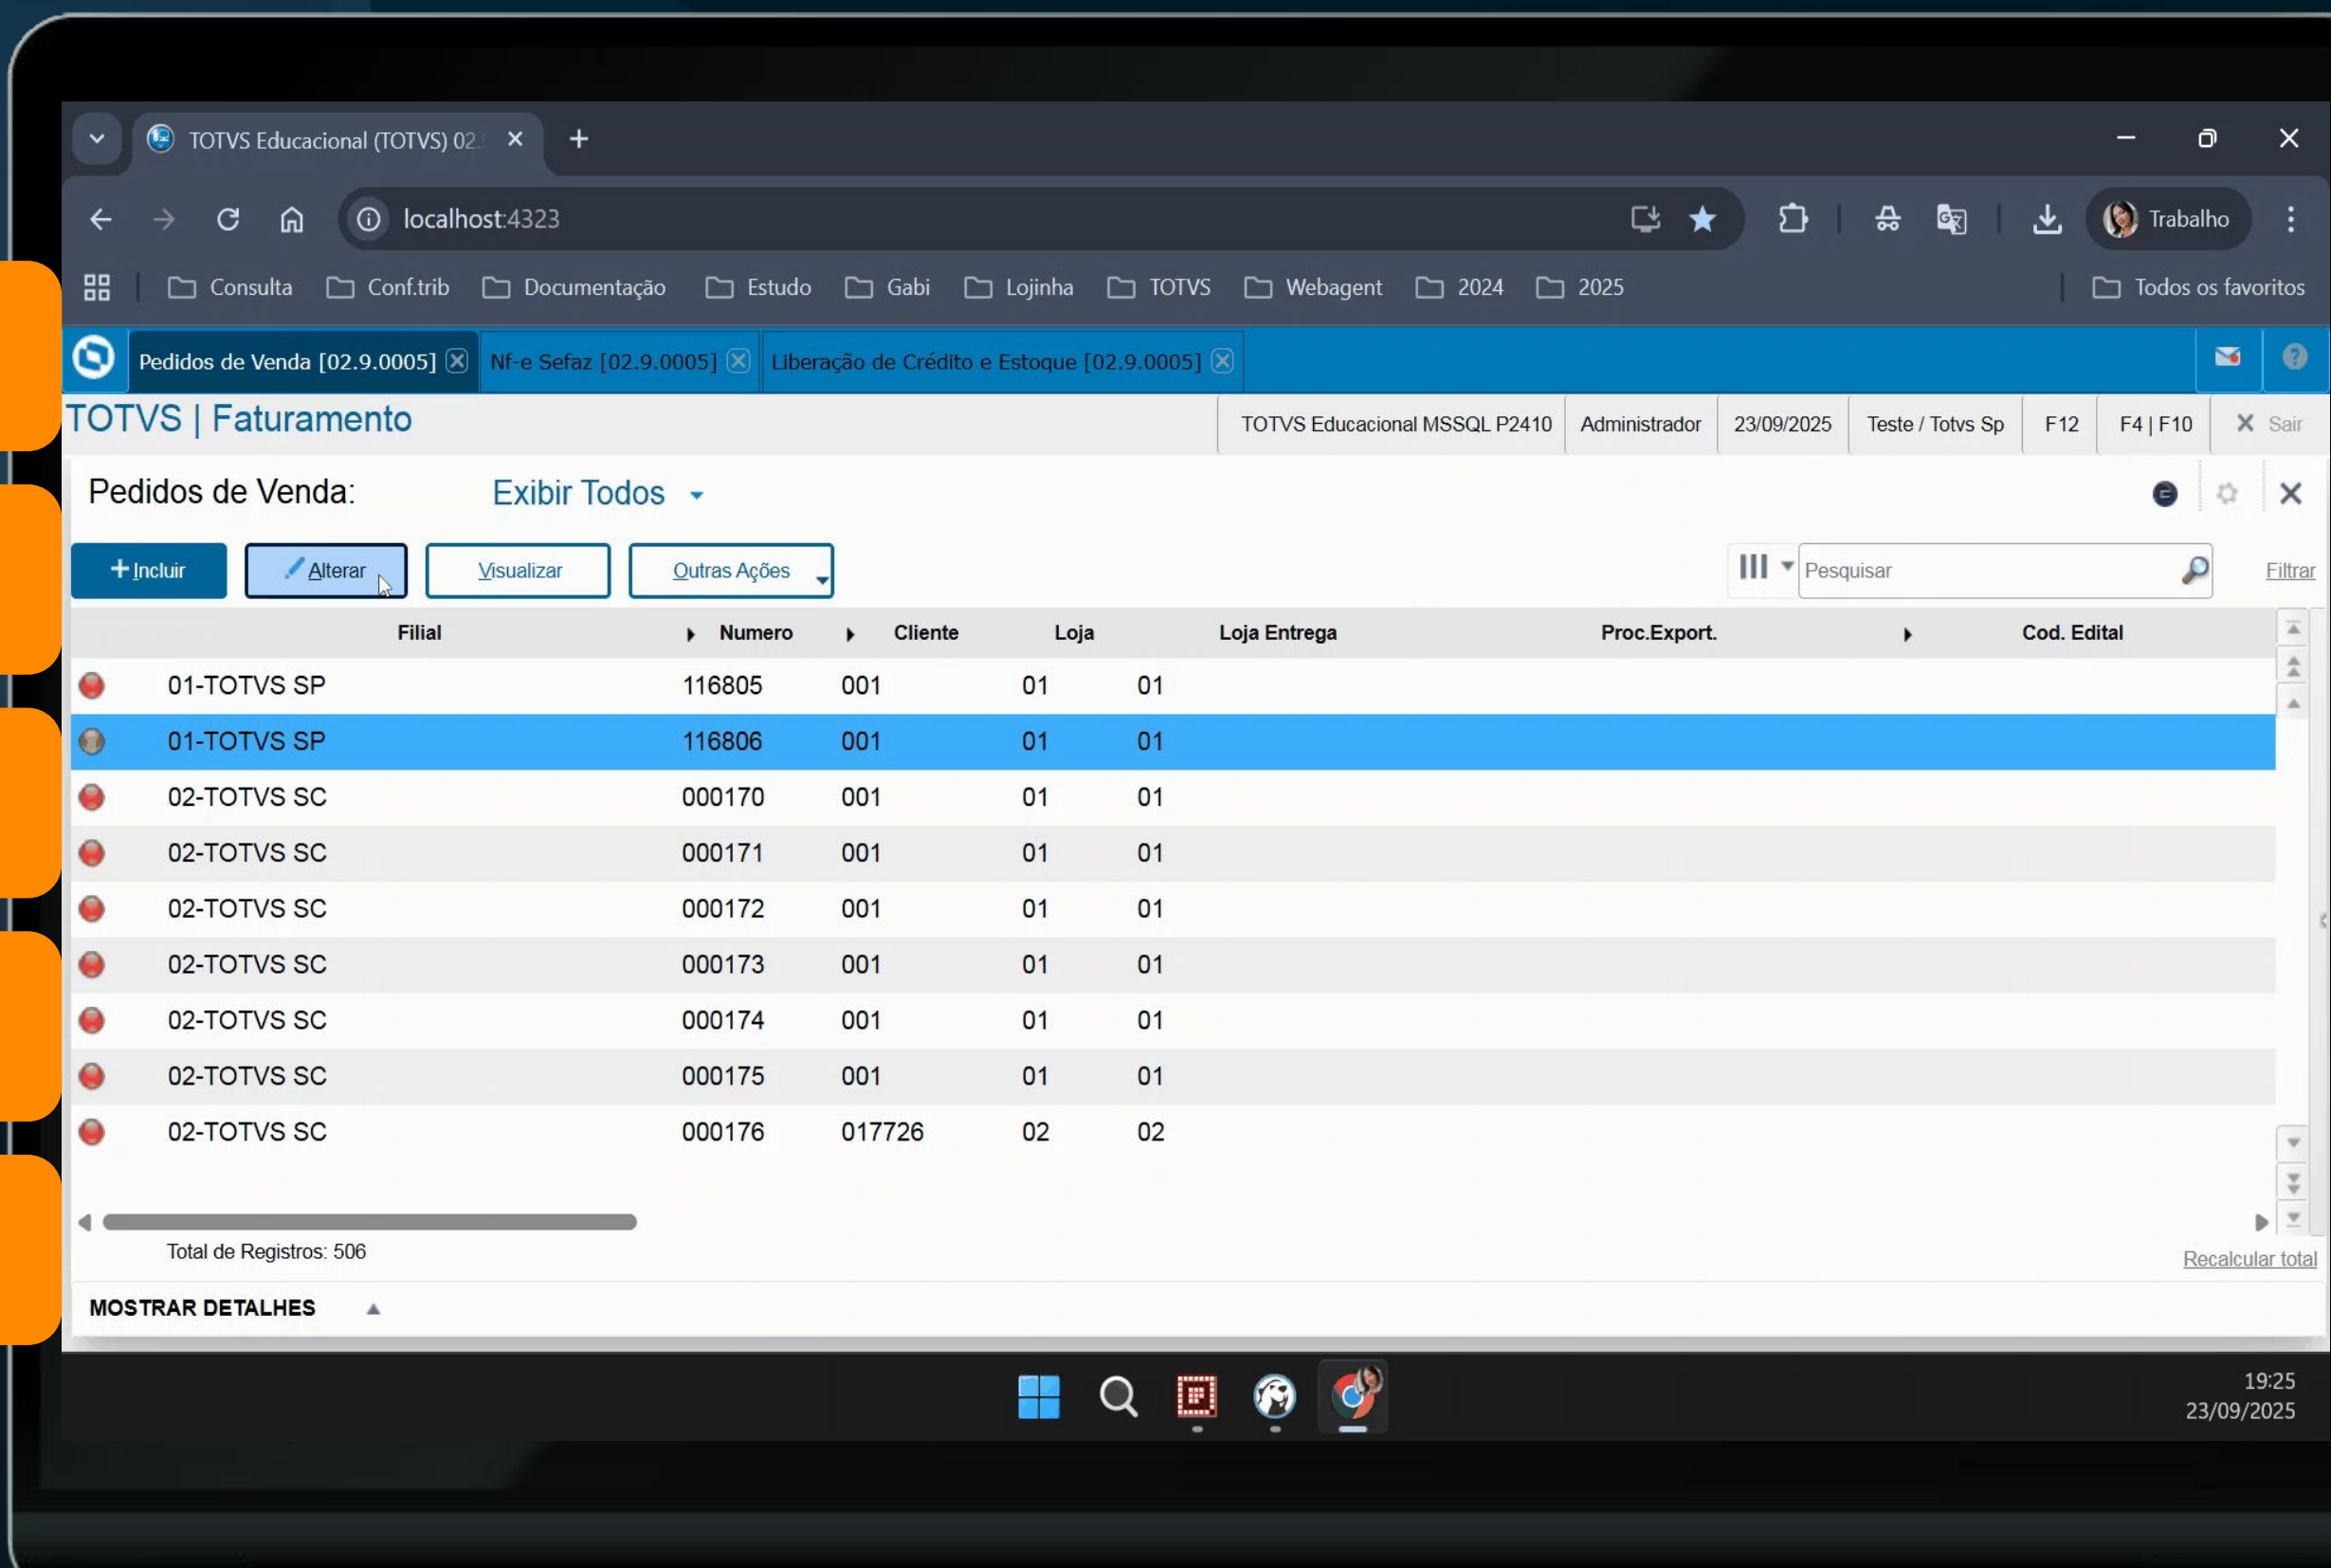 TOTVS Educacional (TOTVS) 02.
localhost:4323
Trabalho
Consulta Conf.trib Documentação Estudo Gabi Lojinha TOTVS Webagent 2024 2025 Todos os favoritos
Pedidos de Venda [02.9.0005] Nf-e Sefaz [02.9.0005] Liberação de Crédito e Estoque [02.9.0005]
TOTVS | Faturamento TOTVS Educacional MSSQL P2410 Administrador 23/09/2025 Teste / Totvs Sp F12 F4 | F10 Sair
Pedidos de Venda: Exibir Todos
+ Incluir Alterar Visualizar Outras Ações Pesquisar Filtrar
Filial Numero Cliente Loja Loja Entrega Proc.Export. Cod. Edital
01-TOTVS SP 116805 001 01 01
01-TOTVS SP 116806 001 01 01
02-TOTVS SC 000170 001 01 01
02-TOTVS SC 000171 001 01 01
02-TOTVS SC 000172 001 01 01
02-TOTVS SC 000173 001 01 01
02-TOTVS SC 000174 001 01 01
02-TOTVS SC 000175 001 01 01
02-TOTVS SC 000176 017726 02 02
Total de Registros: 506 Recalcular total
MOSTRAR DETALHES
19:25
23/09/2025